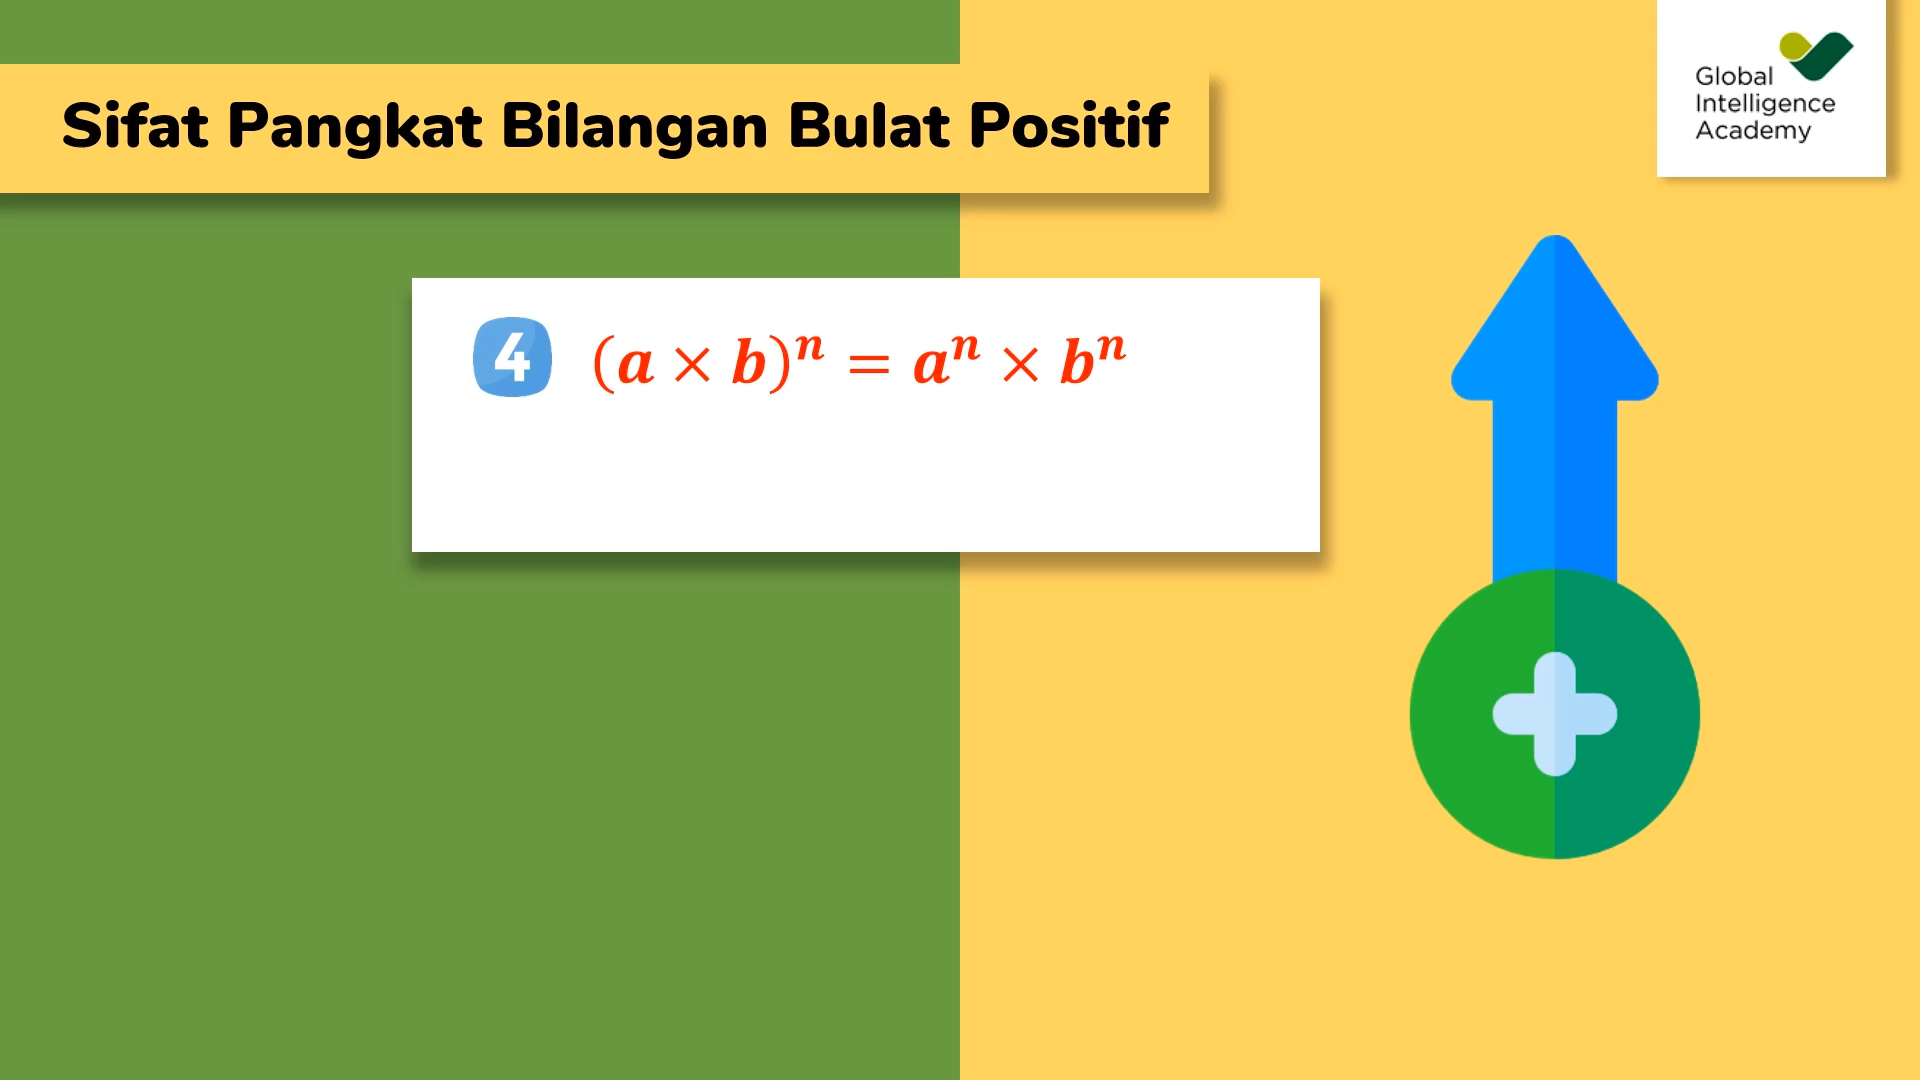 Sifat Pangkat Bilangan Bulat Positif
Global
Intelligence
Academy
4 (a × b)ⁿ = aⁿ × bⁿ